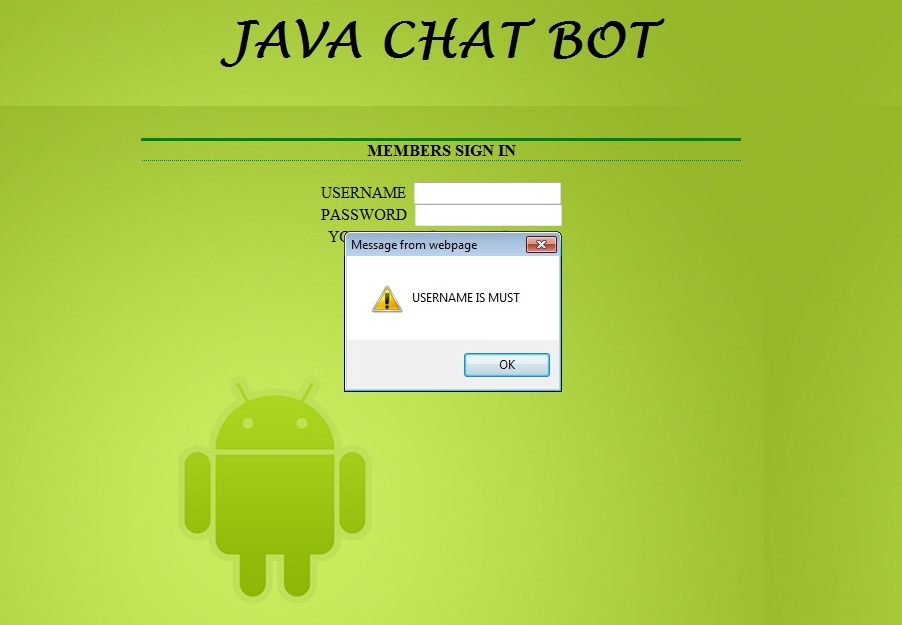 JAVA CHAT BOT
MEMBERS SIGN IN
USERNAME
PASSWORD
Message from webpage
USERNAME IS MUST
OK